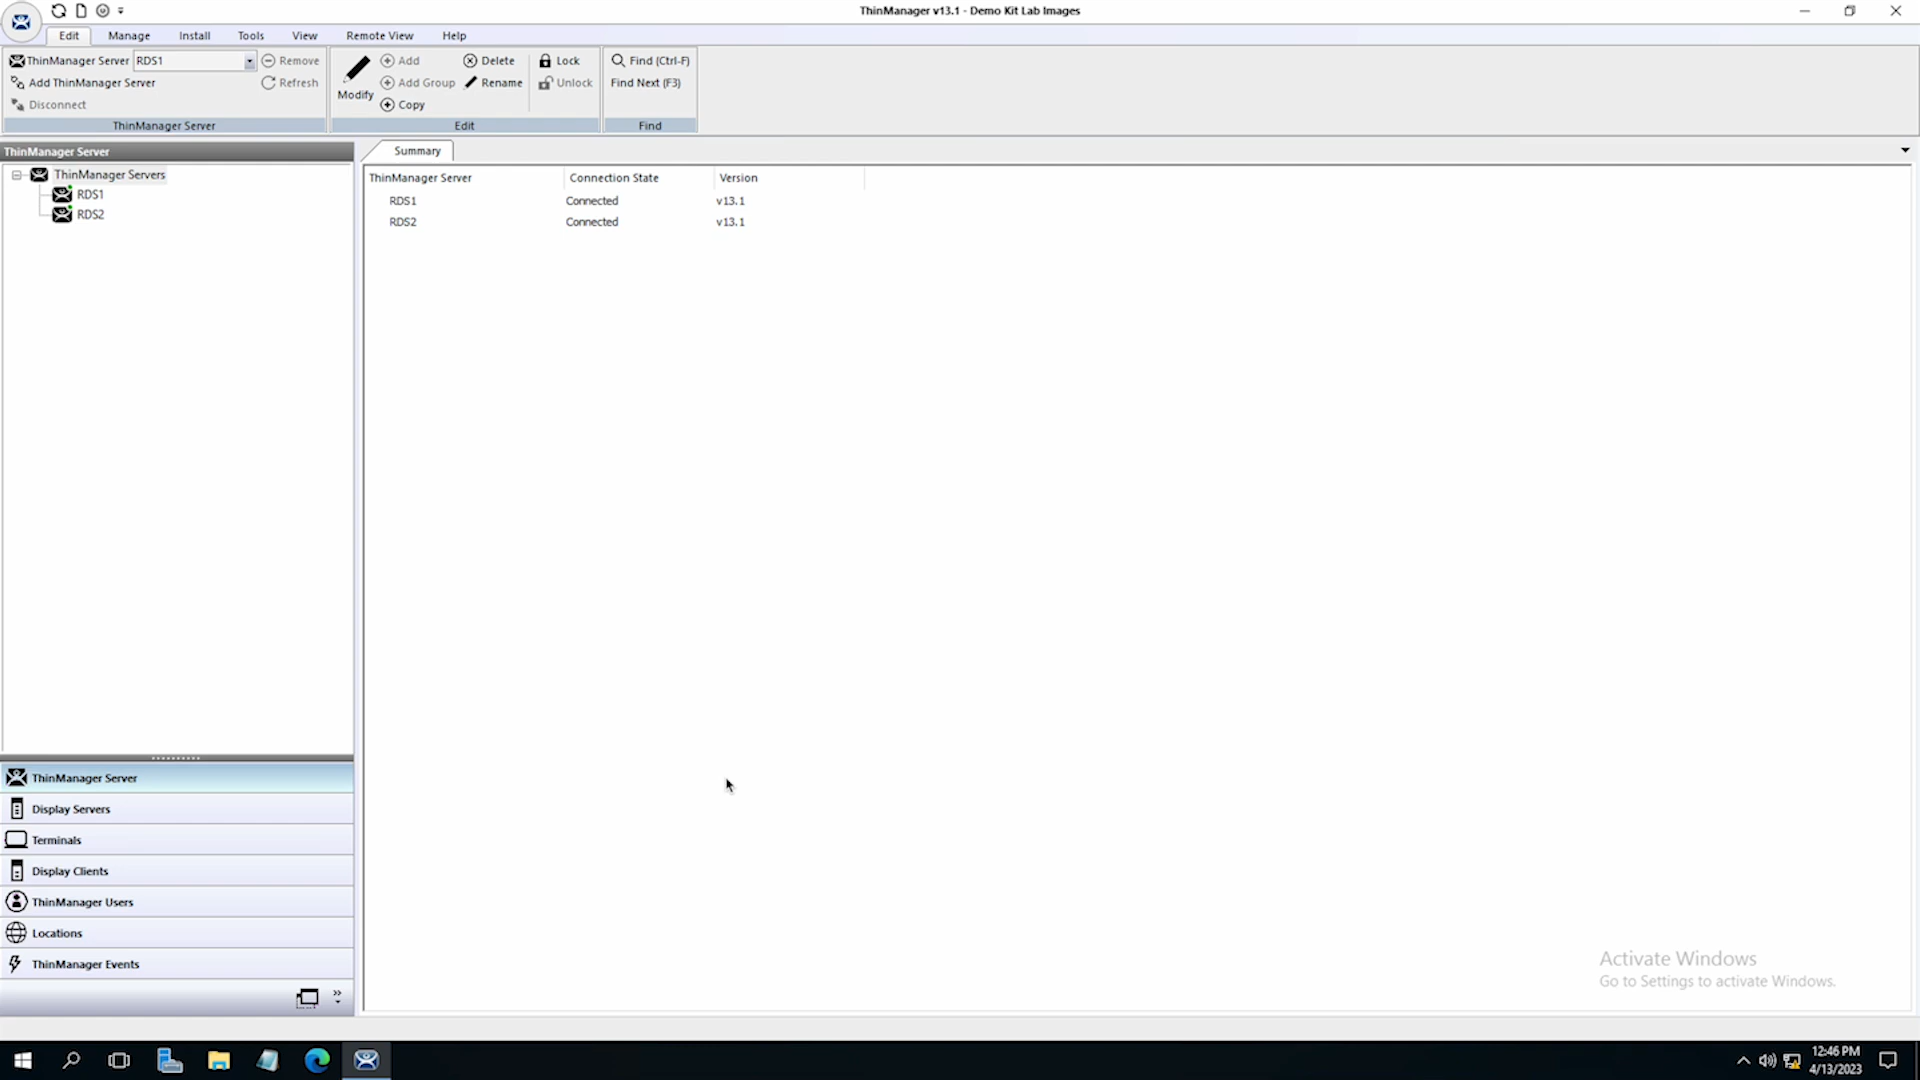 ThinManager v13.1 - Demo Kit Lab Images
Edit Manage Install Tools View Remote View Help
ThinManager Server RDS1 Remove
Add ThinManager Server Refresh
Disconnect
ThinManager Server
Modify
Add Delete
Add Group Rename
Copy
Lock
Unlock
Edit
Find (Ctrl-F)
Find Next (F3)
Find
ThinManager Server
ThinManager Servers
RDS1
RDS2
Summary
ThinManager Server Connection State Version
RDS1 Connected v13.1
RDS2 Connected v13.1
ThinManager Server
Display Servers
Terminals
Display Clients
ThinManager Users
Locations
ThinManager Events
Activate Windows
Go to Settings to activate Windows.
12:46 PM
4/13/2023